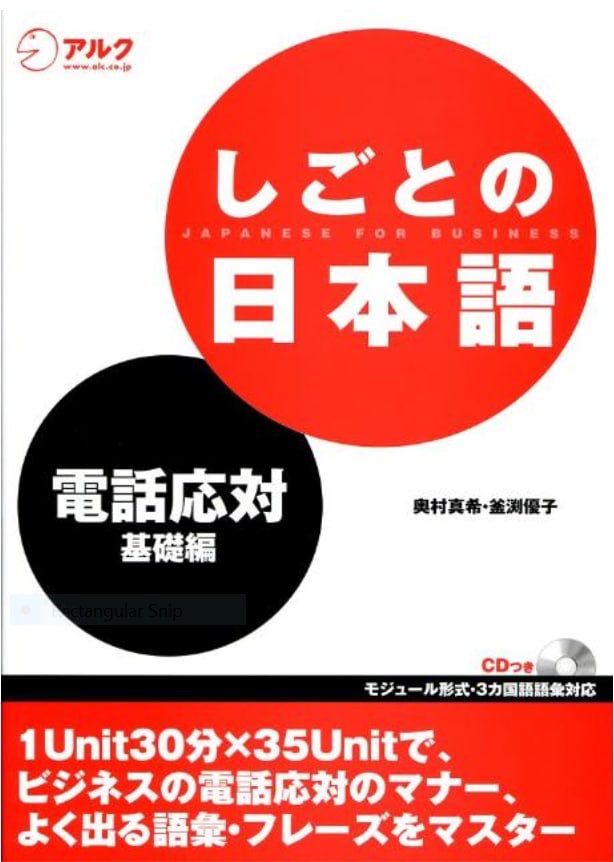 アルク
www.alc.co.jp
しごとの
JAPANESE FOR BUSINESS
日本語
電話応対
基礎編
奥村真希・釜渕優子
Rectangular Snip
CDつき
モジュール形式・3カ国語語彙対応
1Unit30分×35Unitで、
ビジネスの電話応対のマナー、
よく出る語彙・フレーズをマスター